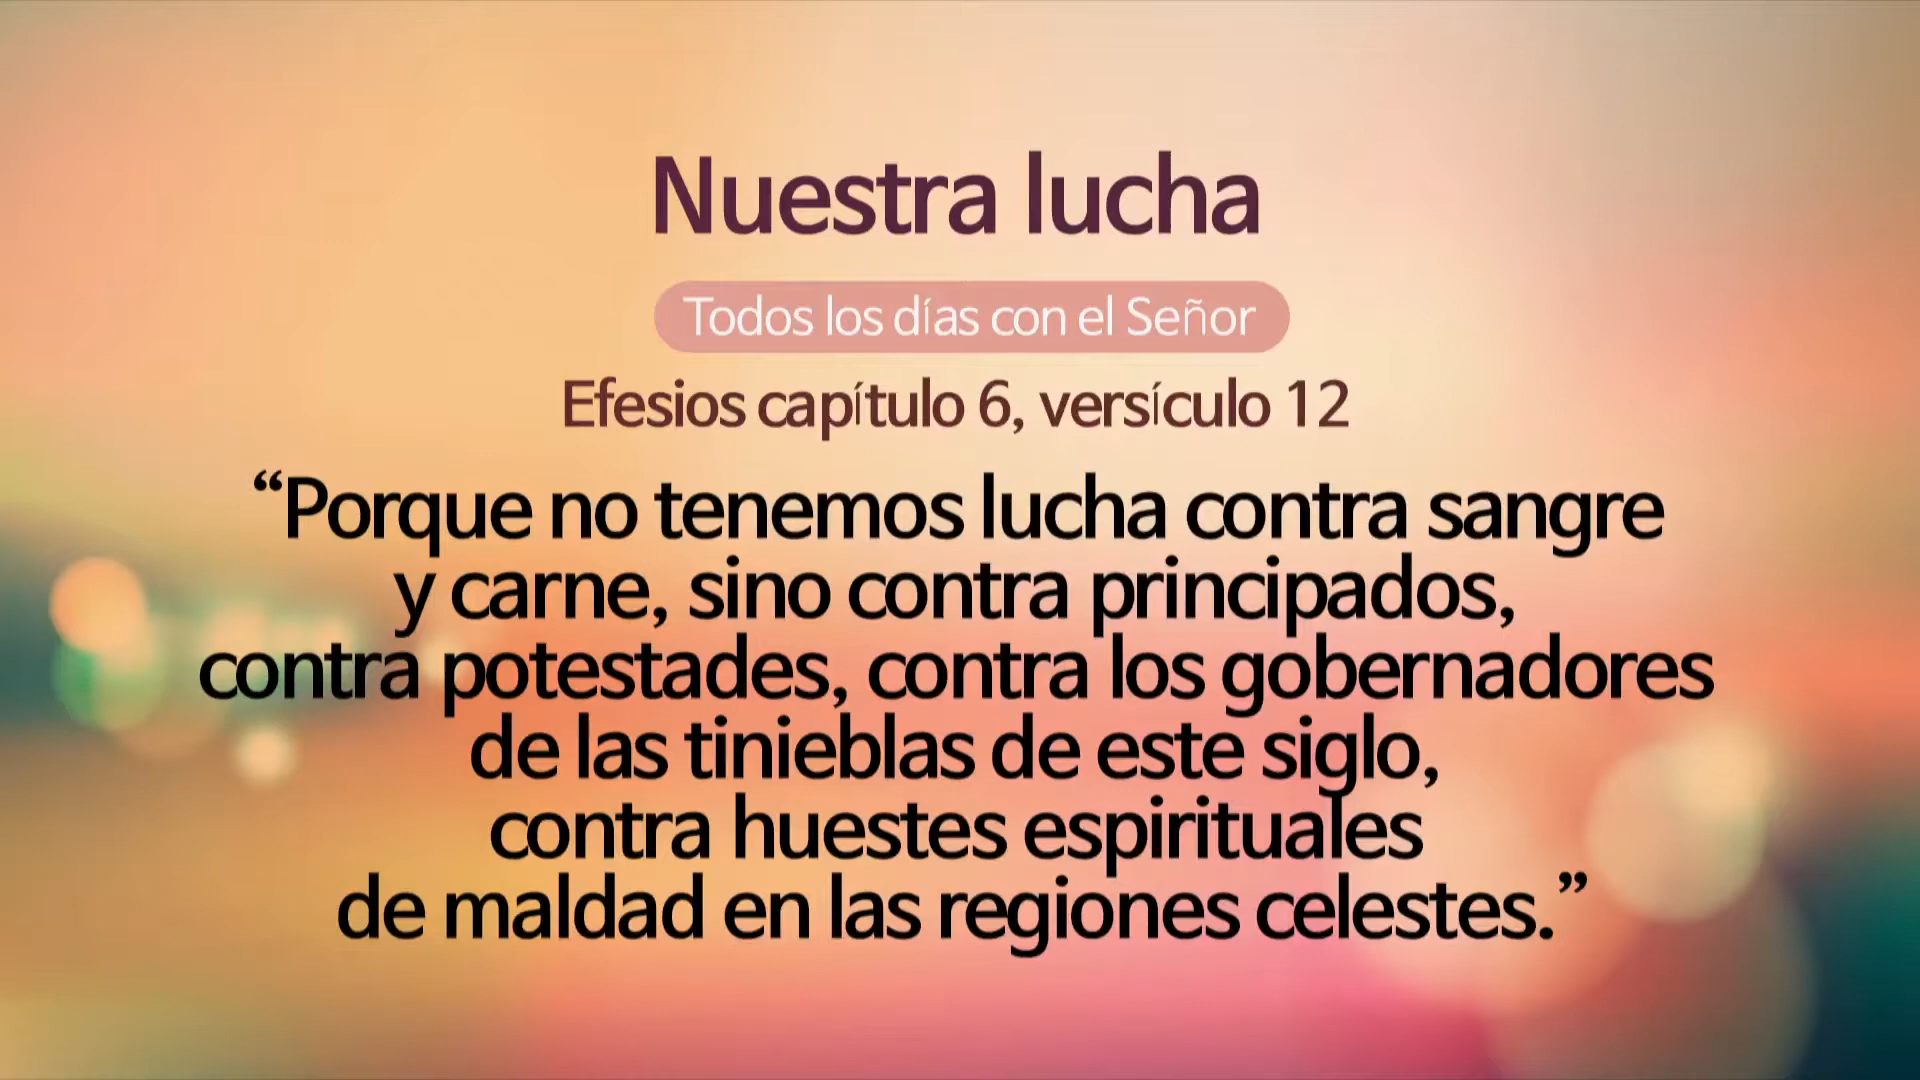 Nuestra lucha
Todos los días con el Señor
Efesios capítulo 6, versículo 12
“Porque no tenemos lucha contra sangre
y carne, sino contra principados,
contra potestades, contra los gobernadores
de las tinieblas de este siglo,
contra huestes espirituales
de maldad en las regiones celestes.”